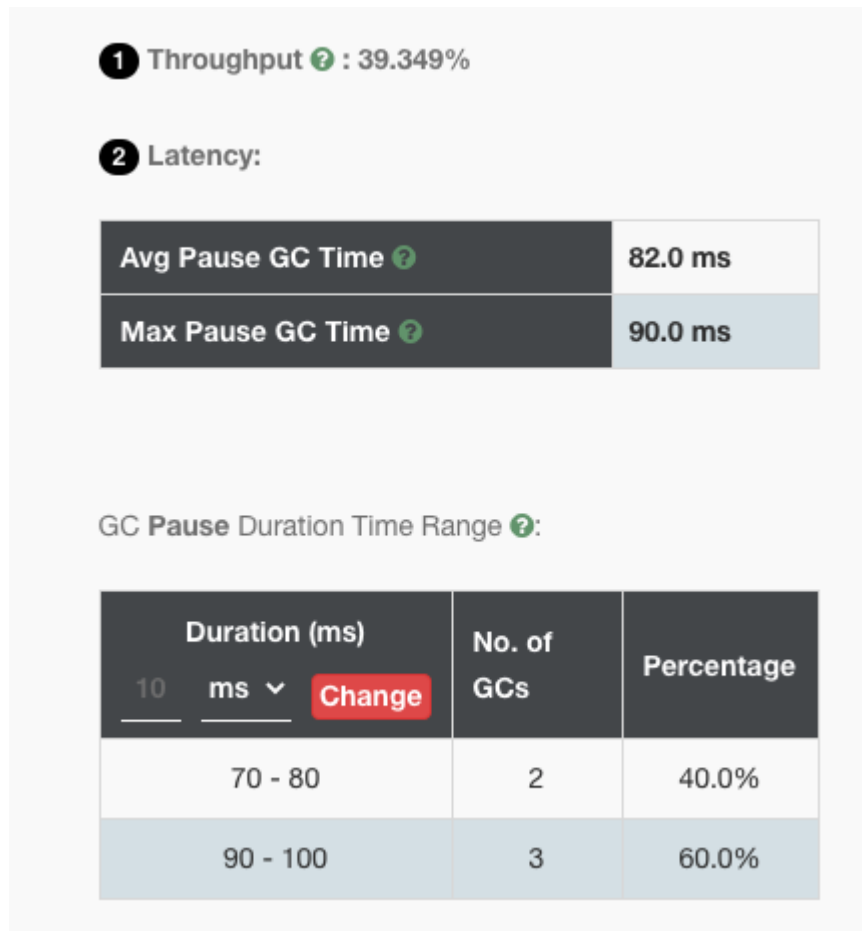 1 Throughput ? : 39.349%
2 Latency:
Avg Pause GC Time ? 82.0 ms
Max Pause GC Time ? 90.0 ms
GC Pause Duration Time Range ?:
Duration (ms) No. of GCs Percentage
10 ms Change
70 - 80 2 40.0%
90 - 100 3 60.0%